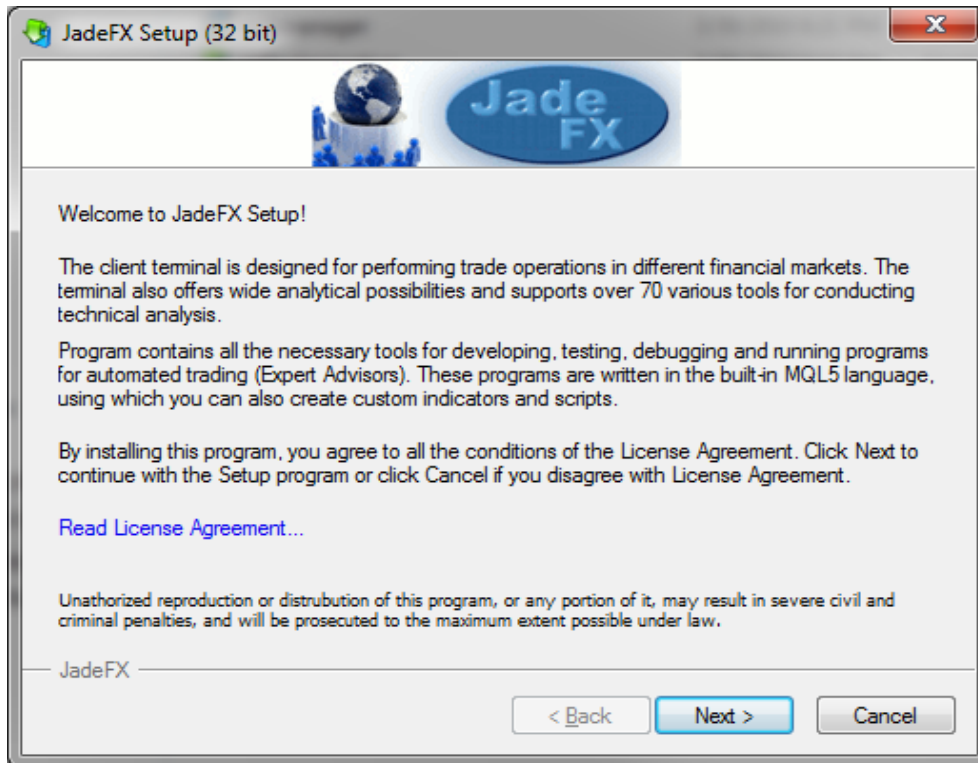 JadeFX Setup (32 bit)
Jade
FX
Welcome to JadeFX Setup!
The client terminal is designed for performing trade operations in different financial markets. The
terminal also offers wide analytical possibilities and supports over 70 various tools for conducting
technical analysis.
Program contains all the necessary tools for developing, testing, debugging and running programs
for automated trading (Expert Advisors). These programs are written in the built-in MQL5 language,
using which you can also create custom indicators and scripts.
By installing this program, you agree to all the conditions of the License Agreement. Click Next to
continue with the Setup program or click Cancel if you disagree with License Agreement.
Read License Agreement...
Unathorized reproduction or distrubution of this program, or any portion of it, may result in severe civil and
criminal penalties, and will be prosecuted to the maximum extent possible under law.
JadeFX
< Back Next > Cancel